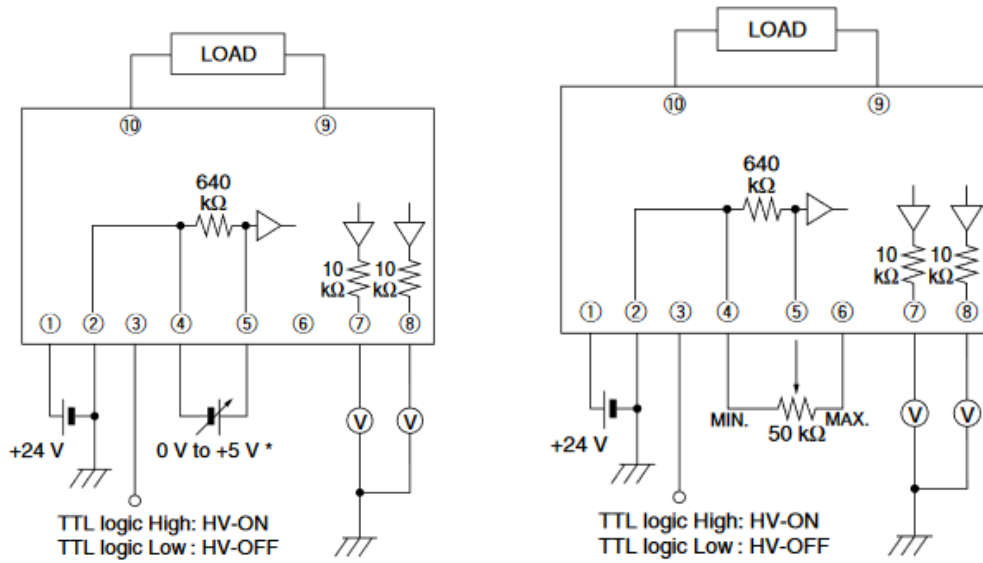 LOAD
⑩ ⑨
640
kΩ
10
kΩ
10
kΩ
① ② ③ ④ ⑤ ⑥ ⑦ ⑧
+24 V
0 V to +5 V *
V V
TTL logic High: HV-ON
TTL logic Low : HV-OFF
LOAD
⑩ ⑨
640
kΩ
10
kΩ
10
kΩ
① ② ③ ④ ⑤ ⑥ ⑦ ⑧
+24 V
MIN. 50 kΩ MAX.
V V
TTL logic High: HV-ON
TTL logic Low : HV-OFF